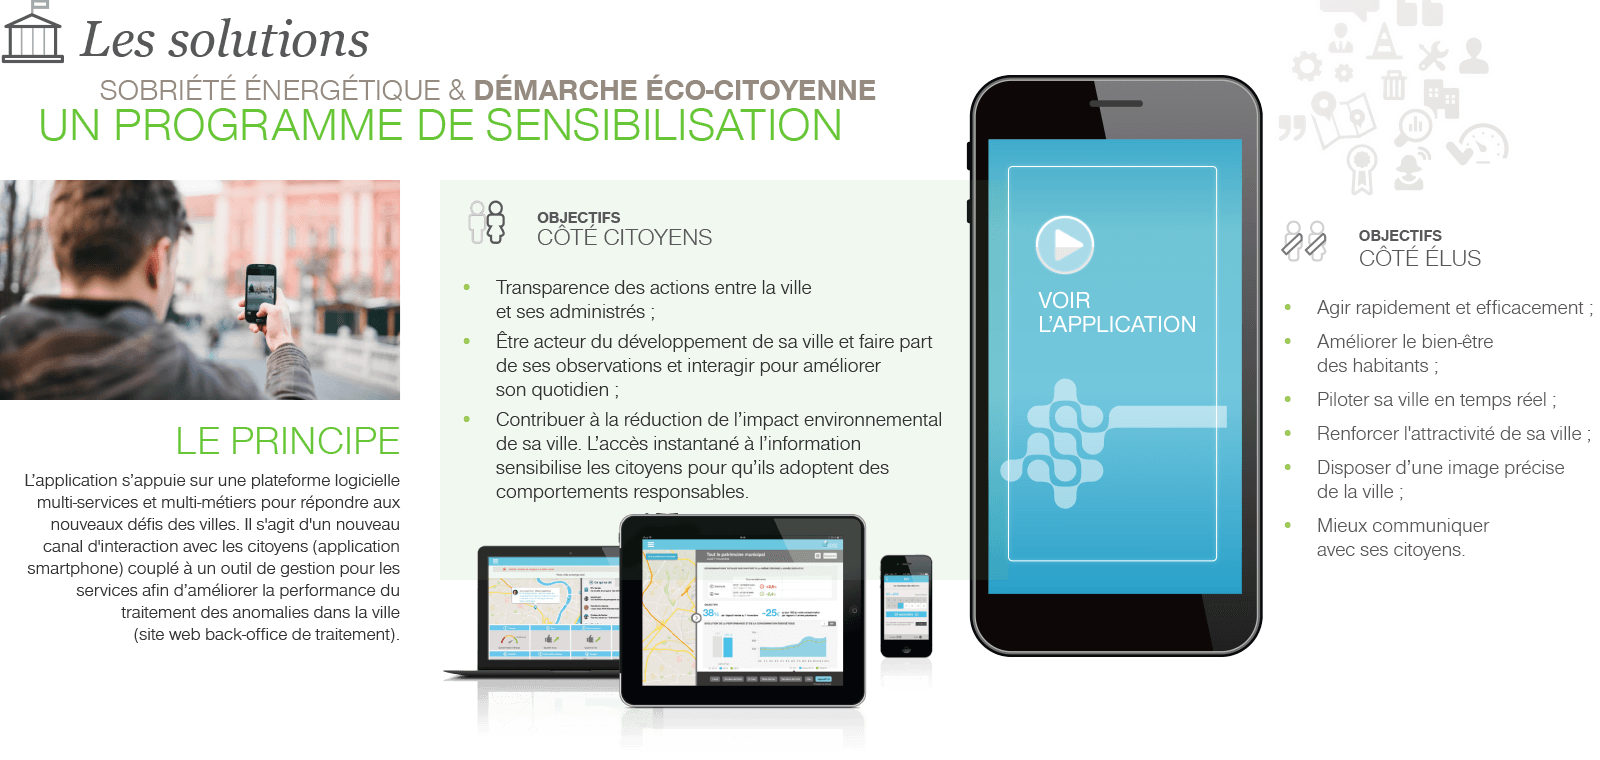 Les solutions
SOBRIÉTÉ ÉNERGÉTIQUE & DÉMARCHE ÉCO-CITOYENNE
UN PROGRAMME DE SENSIBILISATION
LE PRINCIPE
L’application s’appuie sur une plateforme logicielle
multi-services et multi-métiers pour répondre aux
nouveaux défis des villes. Il s'agit d'un nouveau
canal d'interaction avec les citoyens (application
smartphone) couplé à un outil de gestion pour les
services afin d’améliorer la performance du
traitement des anomalies dans la ville
(site web back-office de traitement).
OBJECTIFS
CÔTÉ CITOYENS
• Transparence des actions entre la ville
et ses administrés ;
• Être acteur du développement de sa ville et faire part
de ses observations et interagir pour améliorer
son quotidien ;
• Contribuer à la réduction de l’impact environnemental
de sa ville. L’accès instantané à l’information
sensibilise les citoyens pour qu’ils adoptent des
comportements responsables.
Tout le patrimoine municipal
38%
-25%
VOIR
L’APPLICATION
OBJECTIFS
CÔTÉ ÉLUS
• Agir rapidement et efficacement ;
• Améliorer le bien-être
des habitants ;
• Piloter sa ville en temps réel ;
• Renforcer l'attractivité de sa ville ;
• Disposer d’une image précise
de la ville ;
• Mieux communiquer
avec ses citoyens.